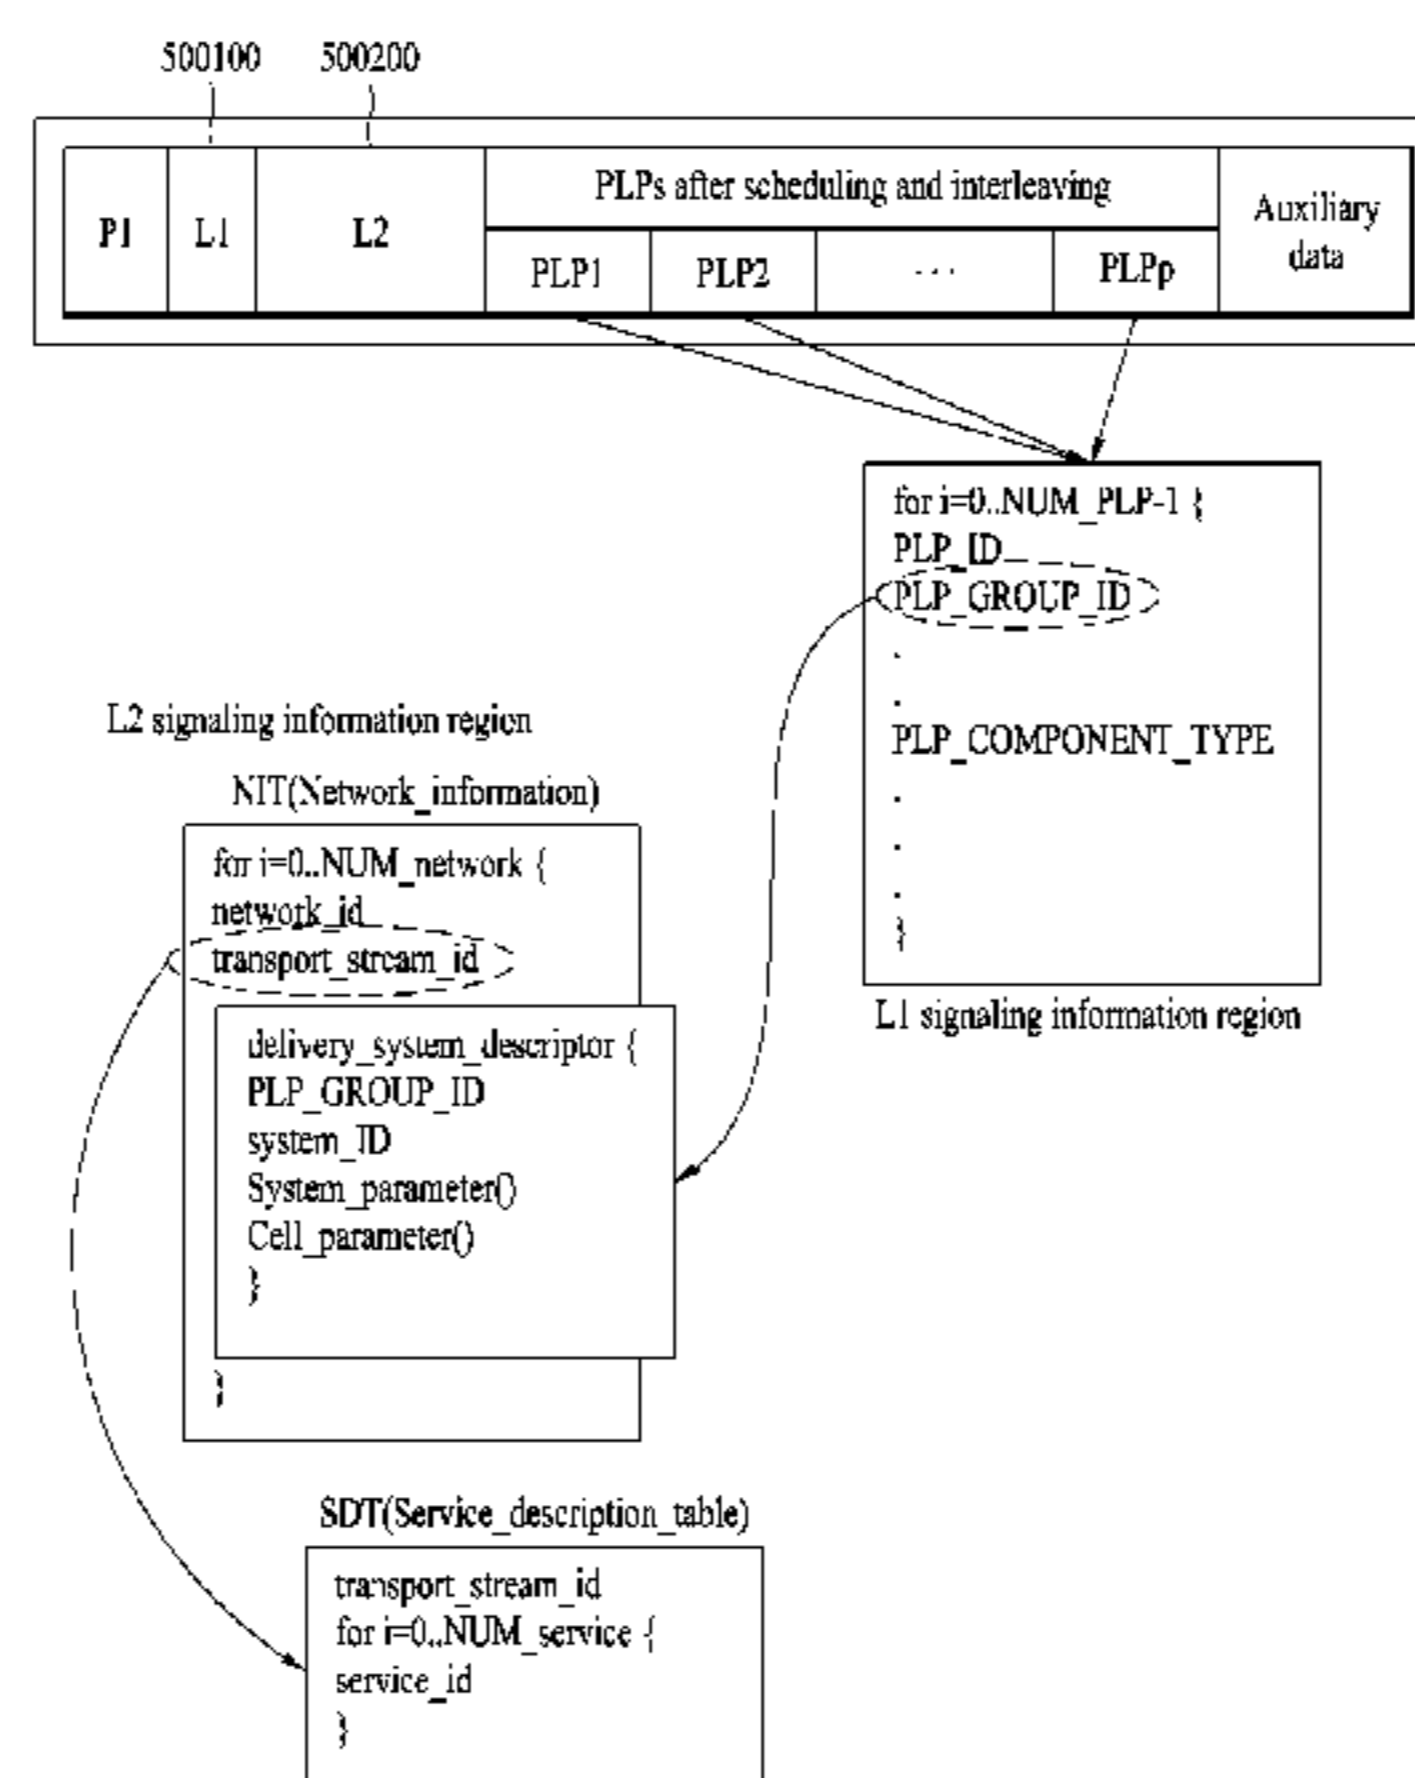 500100 500200
P1 L1 L2 PLPs after scheduling and interleaving Auxiliary data
PLP1 PLP2 ... PLPp
for i=0..NUM_PLP-1 {
PLP_ID
PLP_GROUP_ID
.
.
PLP_COMPONENT_TYPE
.
.
.
}
L1 signaling information region
L2 signaling information region
NIT(Network_information)
for i=0..NUM_network {
network_id
transport_stream_id
delivery_system_descriptor {
PLP_GROUP_ID
system_ID
System_parameter()
Cell_parameter()
}
}
SDT(Service_description_table)
transport_stream_id
for i=0..NUM_service {
service_id
}